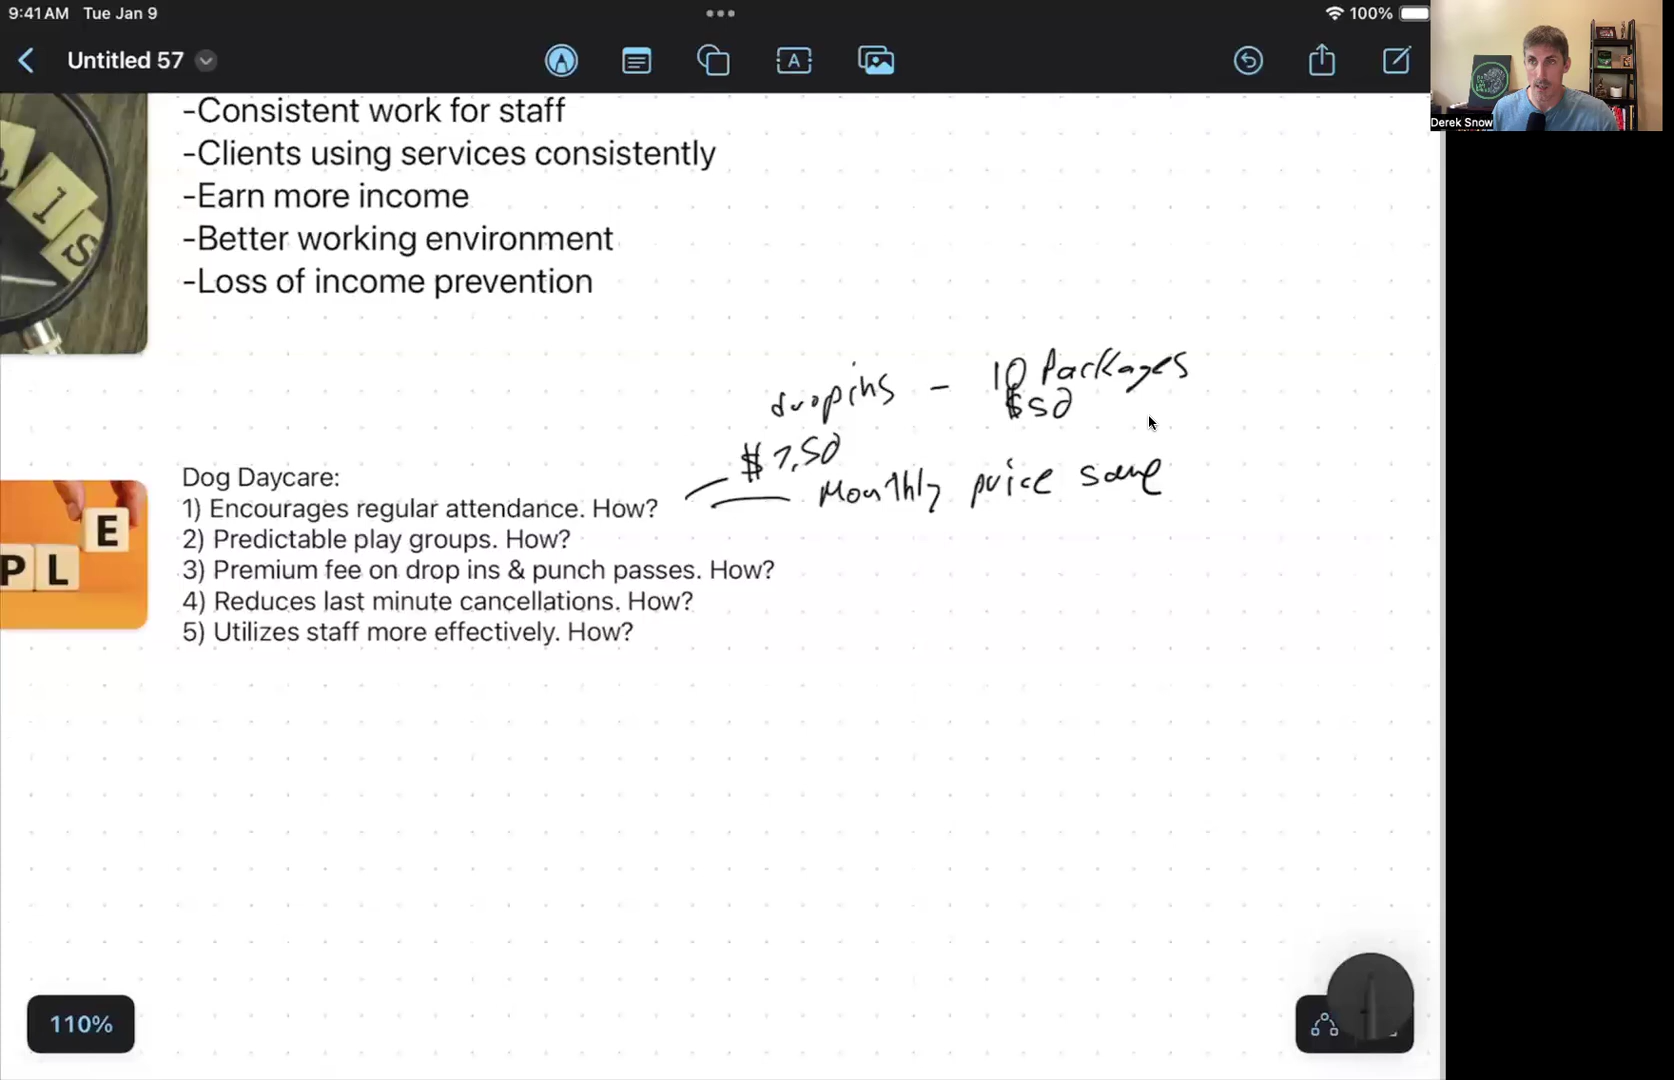 9:41 AM Tue Jan 9
100%
Untitled 57
A
Derek Snow
-Consistent work for staff
-Clients using services consistently
-Earn more income
-Better working environment
-Loss of income prevention
dropins - 10 Packages
$50
$7.50
Monthly price same
Dog Daycare:
1) Encourages regular attendance. How?
2) Predictable play groups. How?
3) Premium fee on drop ins & punch passes. How?
4) Reduces last minute cancellations. How?
5) Utilizes staff more effectively. How?
E
P L
110%